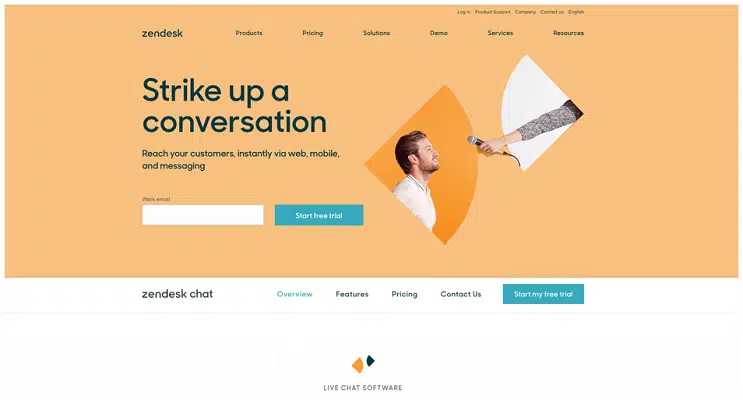 Log in Product Support Company Contact us English
zendesk Products Pricing Solutions Demo Services Resources
Strike up a
conversation
Reach your customers, instantly via web, mobile,
and messaging
Work email
Start free trial
zendesk chat Overview Features Pricing Contact Us Start my free trial
LIVE CHAT SOFTWARE